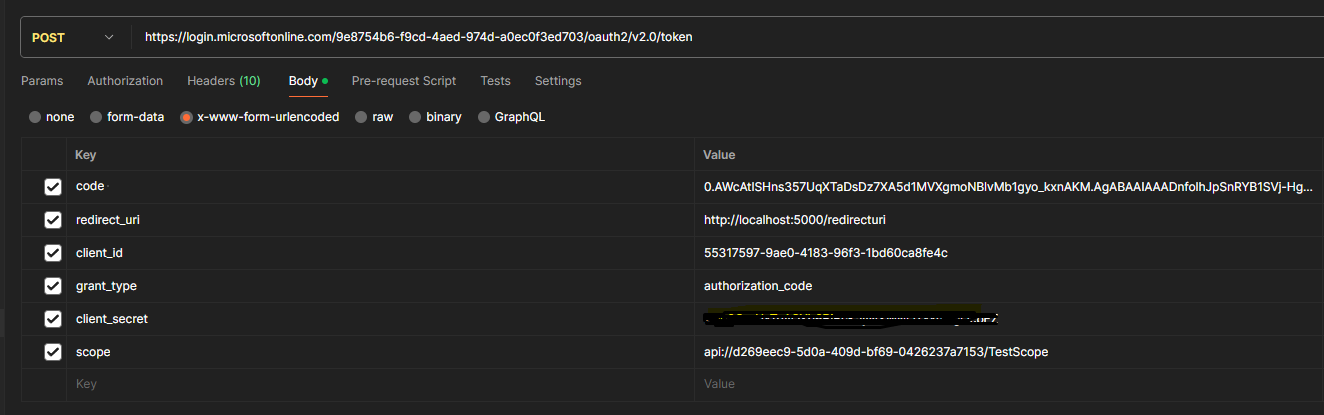 POST https://login.microsoftonline.com/9e8754b6-f9cd-4aed-974d-a0ec0f3ed703/oauth2/v2.0/token
Params Authorization Headers (10) Body Pre-request Script Tests Settings
none form-data x-www-form-urlencoded raw binary GraphQL
Key Value
code 0.AWcAtlSHns357UqXTaDsDz7XA5d1MVXgmoNBlvMb1gyo_kxnAKM.AgABAAIAAADnfolhJpSnRYB1SVj-Hg...
redirect_uri http://localhost:5000/redirecturi
client_id 55317597-9ae0-4183-96f3-1bd60ca8fe4c
grant_type authorization_code
client_secret
scope api://d269eec9-5d0a-409d-bf69-0426237a7153/TestScope
Key Value